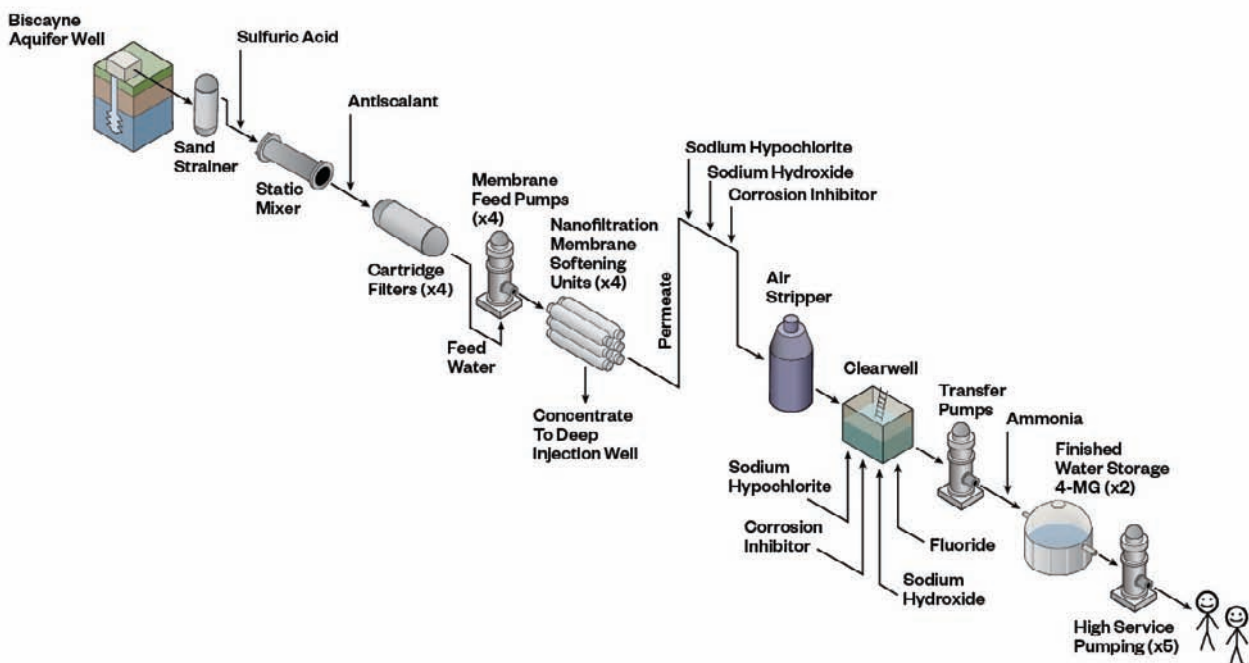 Biscayne
Aquifer Well
Sulfuric Acid
Sand
Strainer
Static
Mixer
Antiscalant
Cartridge
Filters (x4)
Membrane
Feed Pumps
(x4)
Feed
Water
Nanofiltration
Membrane
Softening
Units (x4)
Concentrate
To Deep
Injection Well
Permeate
Sodium Hypochlorite
Sodium Hydroxide
Corrosion Inhibitor
Air
Stripper
Clearwell
Sodium
Hypochlorite
Corrosion
Inhibitor
Sodium
Hydroxide
Fluoride
Transfer
Pumps
Ammonia
Finished
Water Storage
4-MG (x2)
High Service
Pumping (x5)